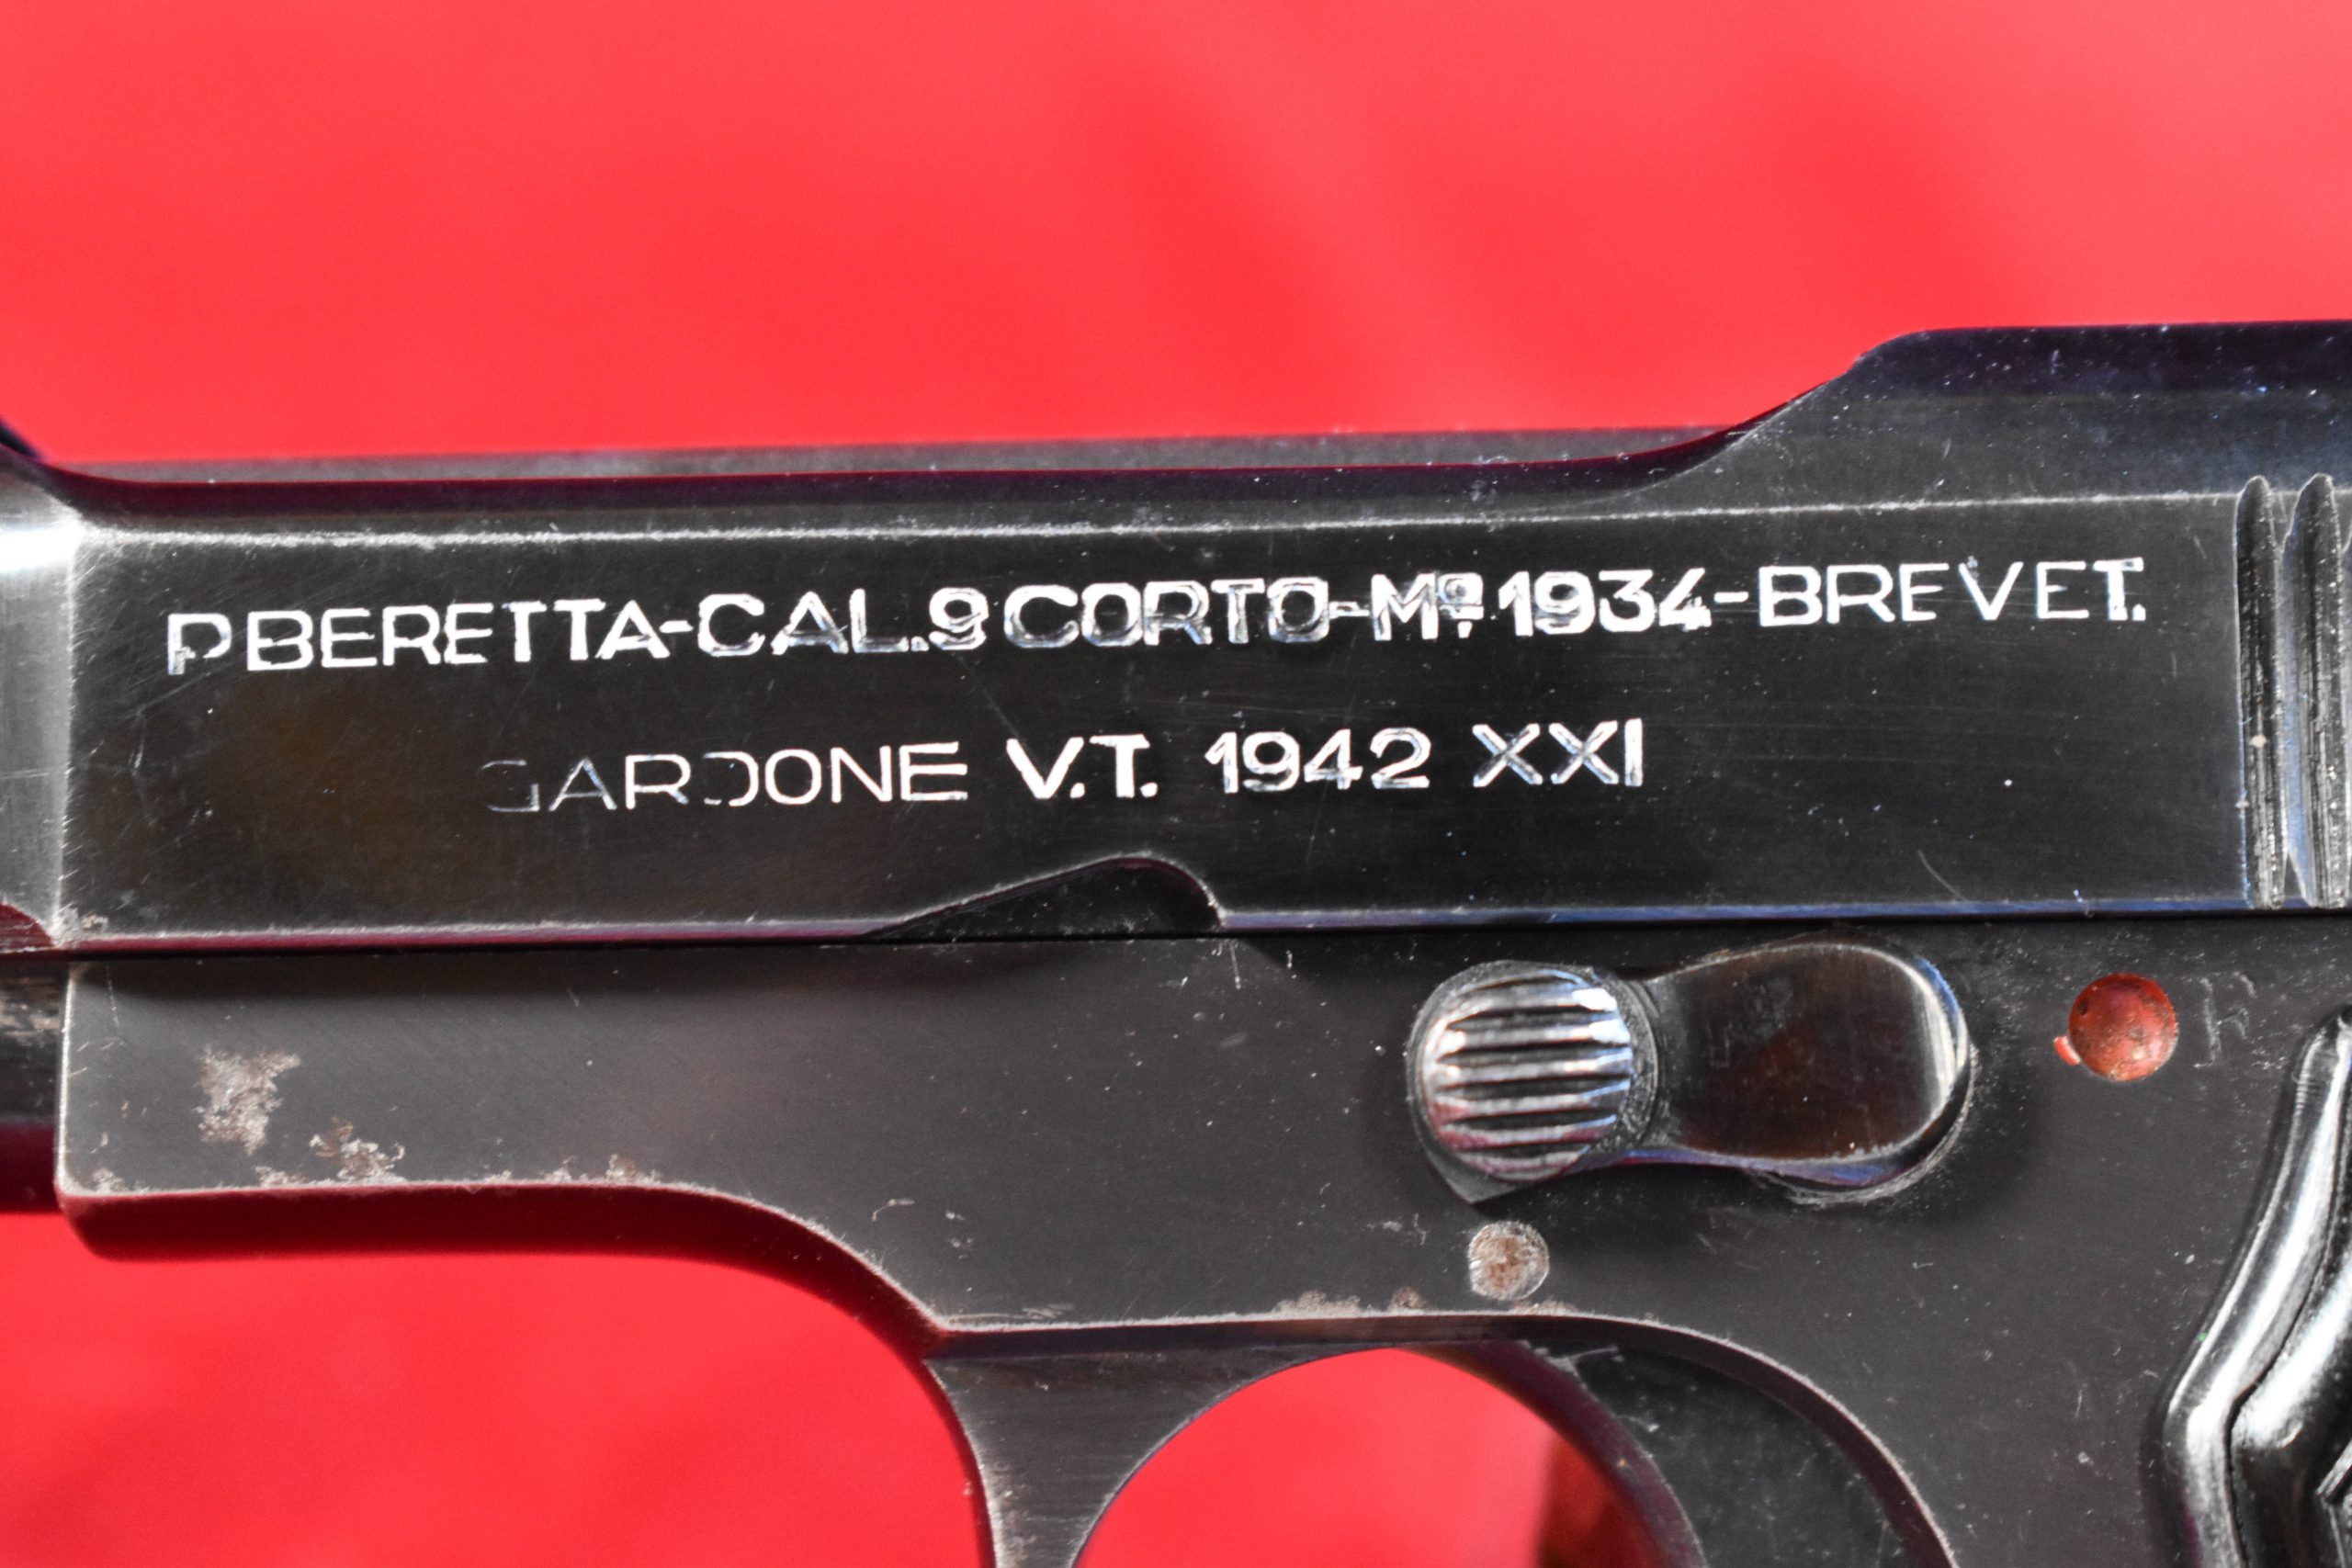 P BERETTA-CAL.9 CORTO-Mº 1934-BREVET.
GARDONE V.T. 1942 XXI
R